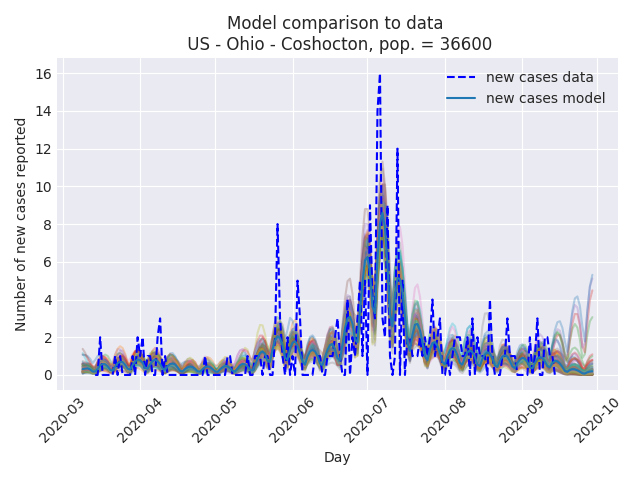 Model comparison to data
US - Ohio - Coshocton, pop. = 36600
new cases data
new cases model
Number of new cases reported
16
14
12
10
8
6
4
2
0
2020-03
2020-04
2020-05
2020-06
2020-07
2020-08
2020-09
2020-10
Day